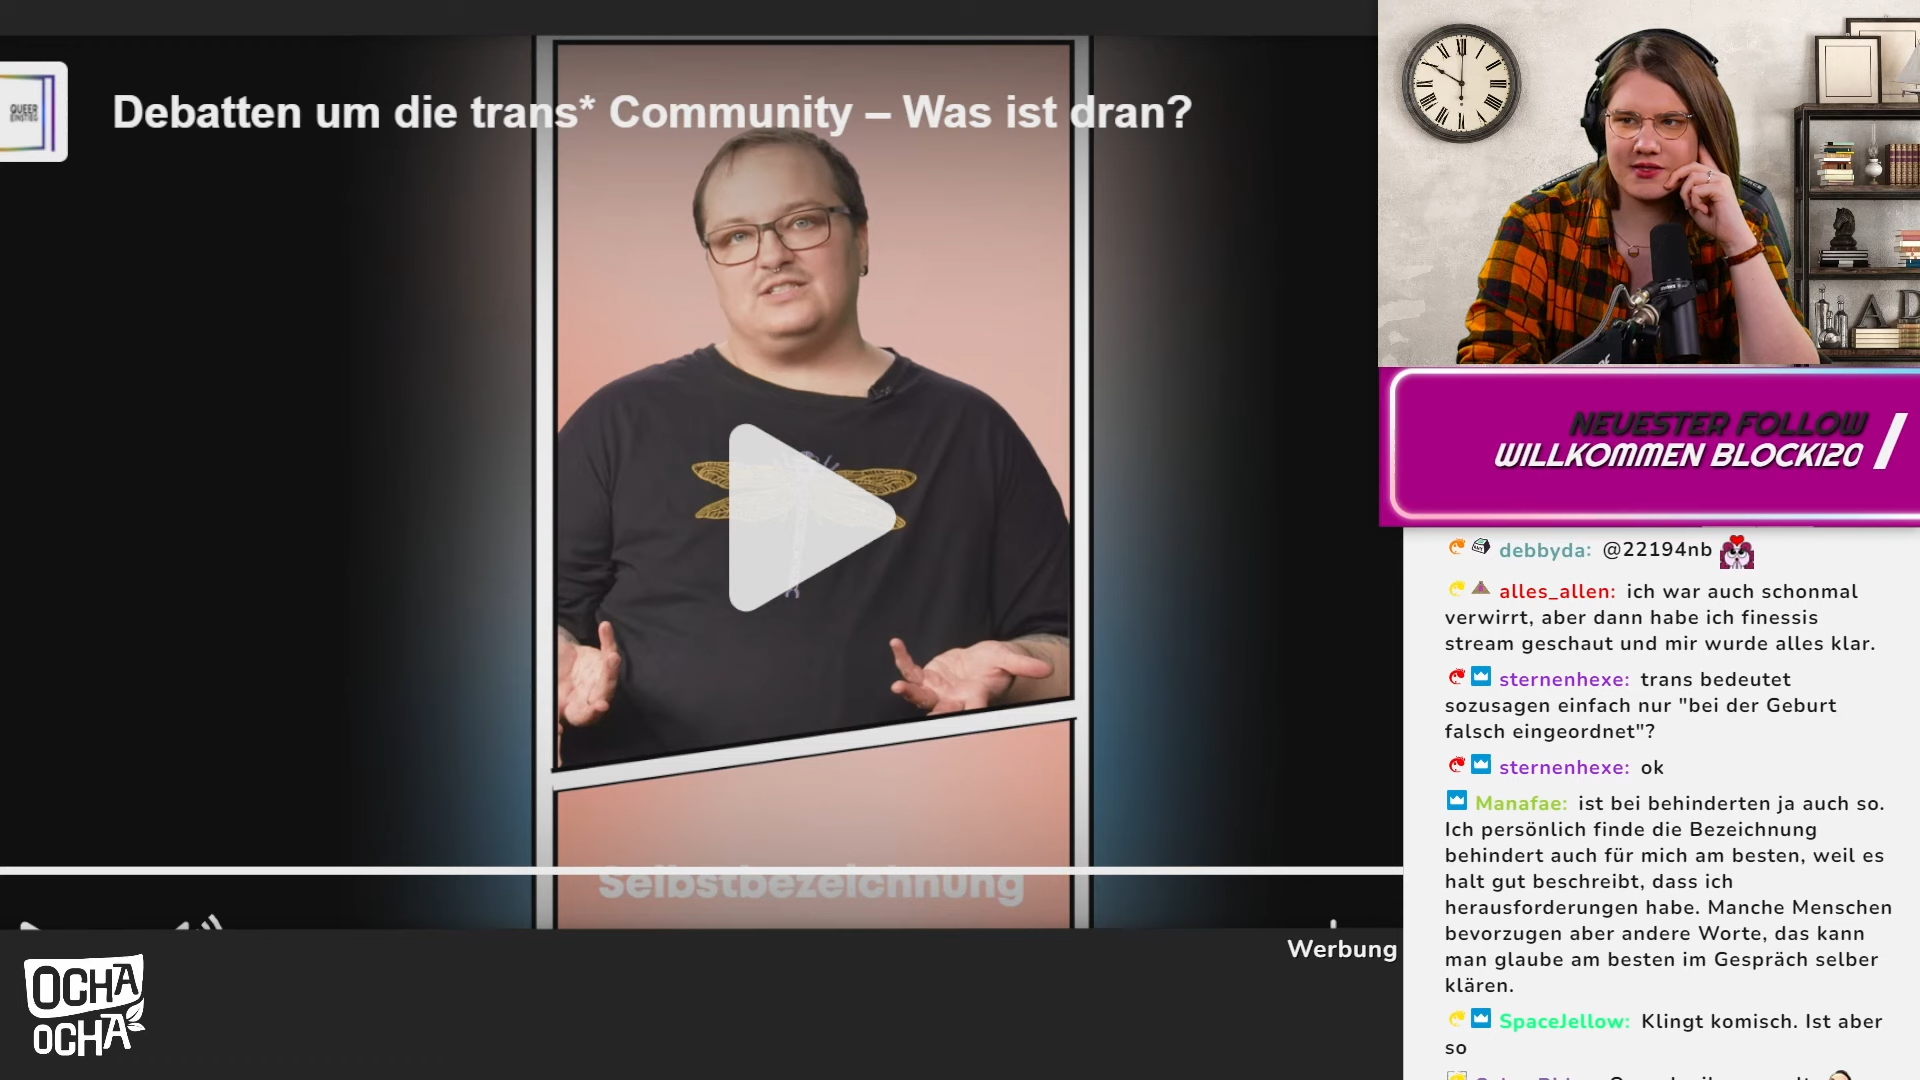 QUEER
EINSTIEG
Debatten um die trans* Community – Was ist dran?
Selbstbezeichnung
Werbung
OCHA
OCHA
AD
NEUESTER FOLLOW
WILLKOMMEN BLOCKI20
debbyda: @22194nb
alles_allen: ich war auch schonmal
verwirrt, aber dann habe ich finessis
stream geschaut und mir wurde alles klar.
sternenhexe: trans bedeutet
sozusagen einfach nur "bei der Geburt
falsch eingeordnet"?
sternenhexe: ok
Manafae: ist bei behinderten ja auch so.
Ich persönlich finde die Bezeichnung
behindert auch für mich am besten, weil es
halt gut beschreibt, dass ich
herausforderungen habe. Manche Menschen
bevorzugen aber andere Worte, das kann
man glaube am besten im Gespräch selber
klären.
SpaceJellow: Klingt komisch. Ist aber
so